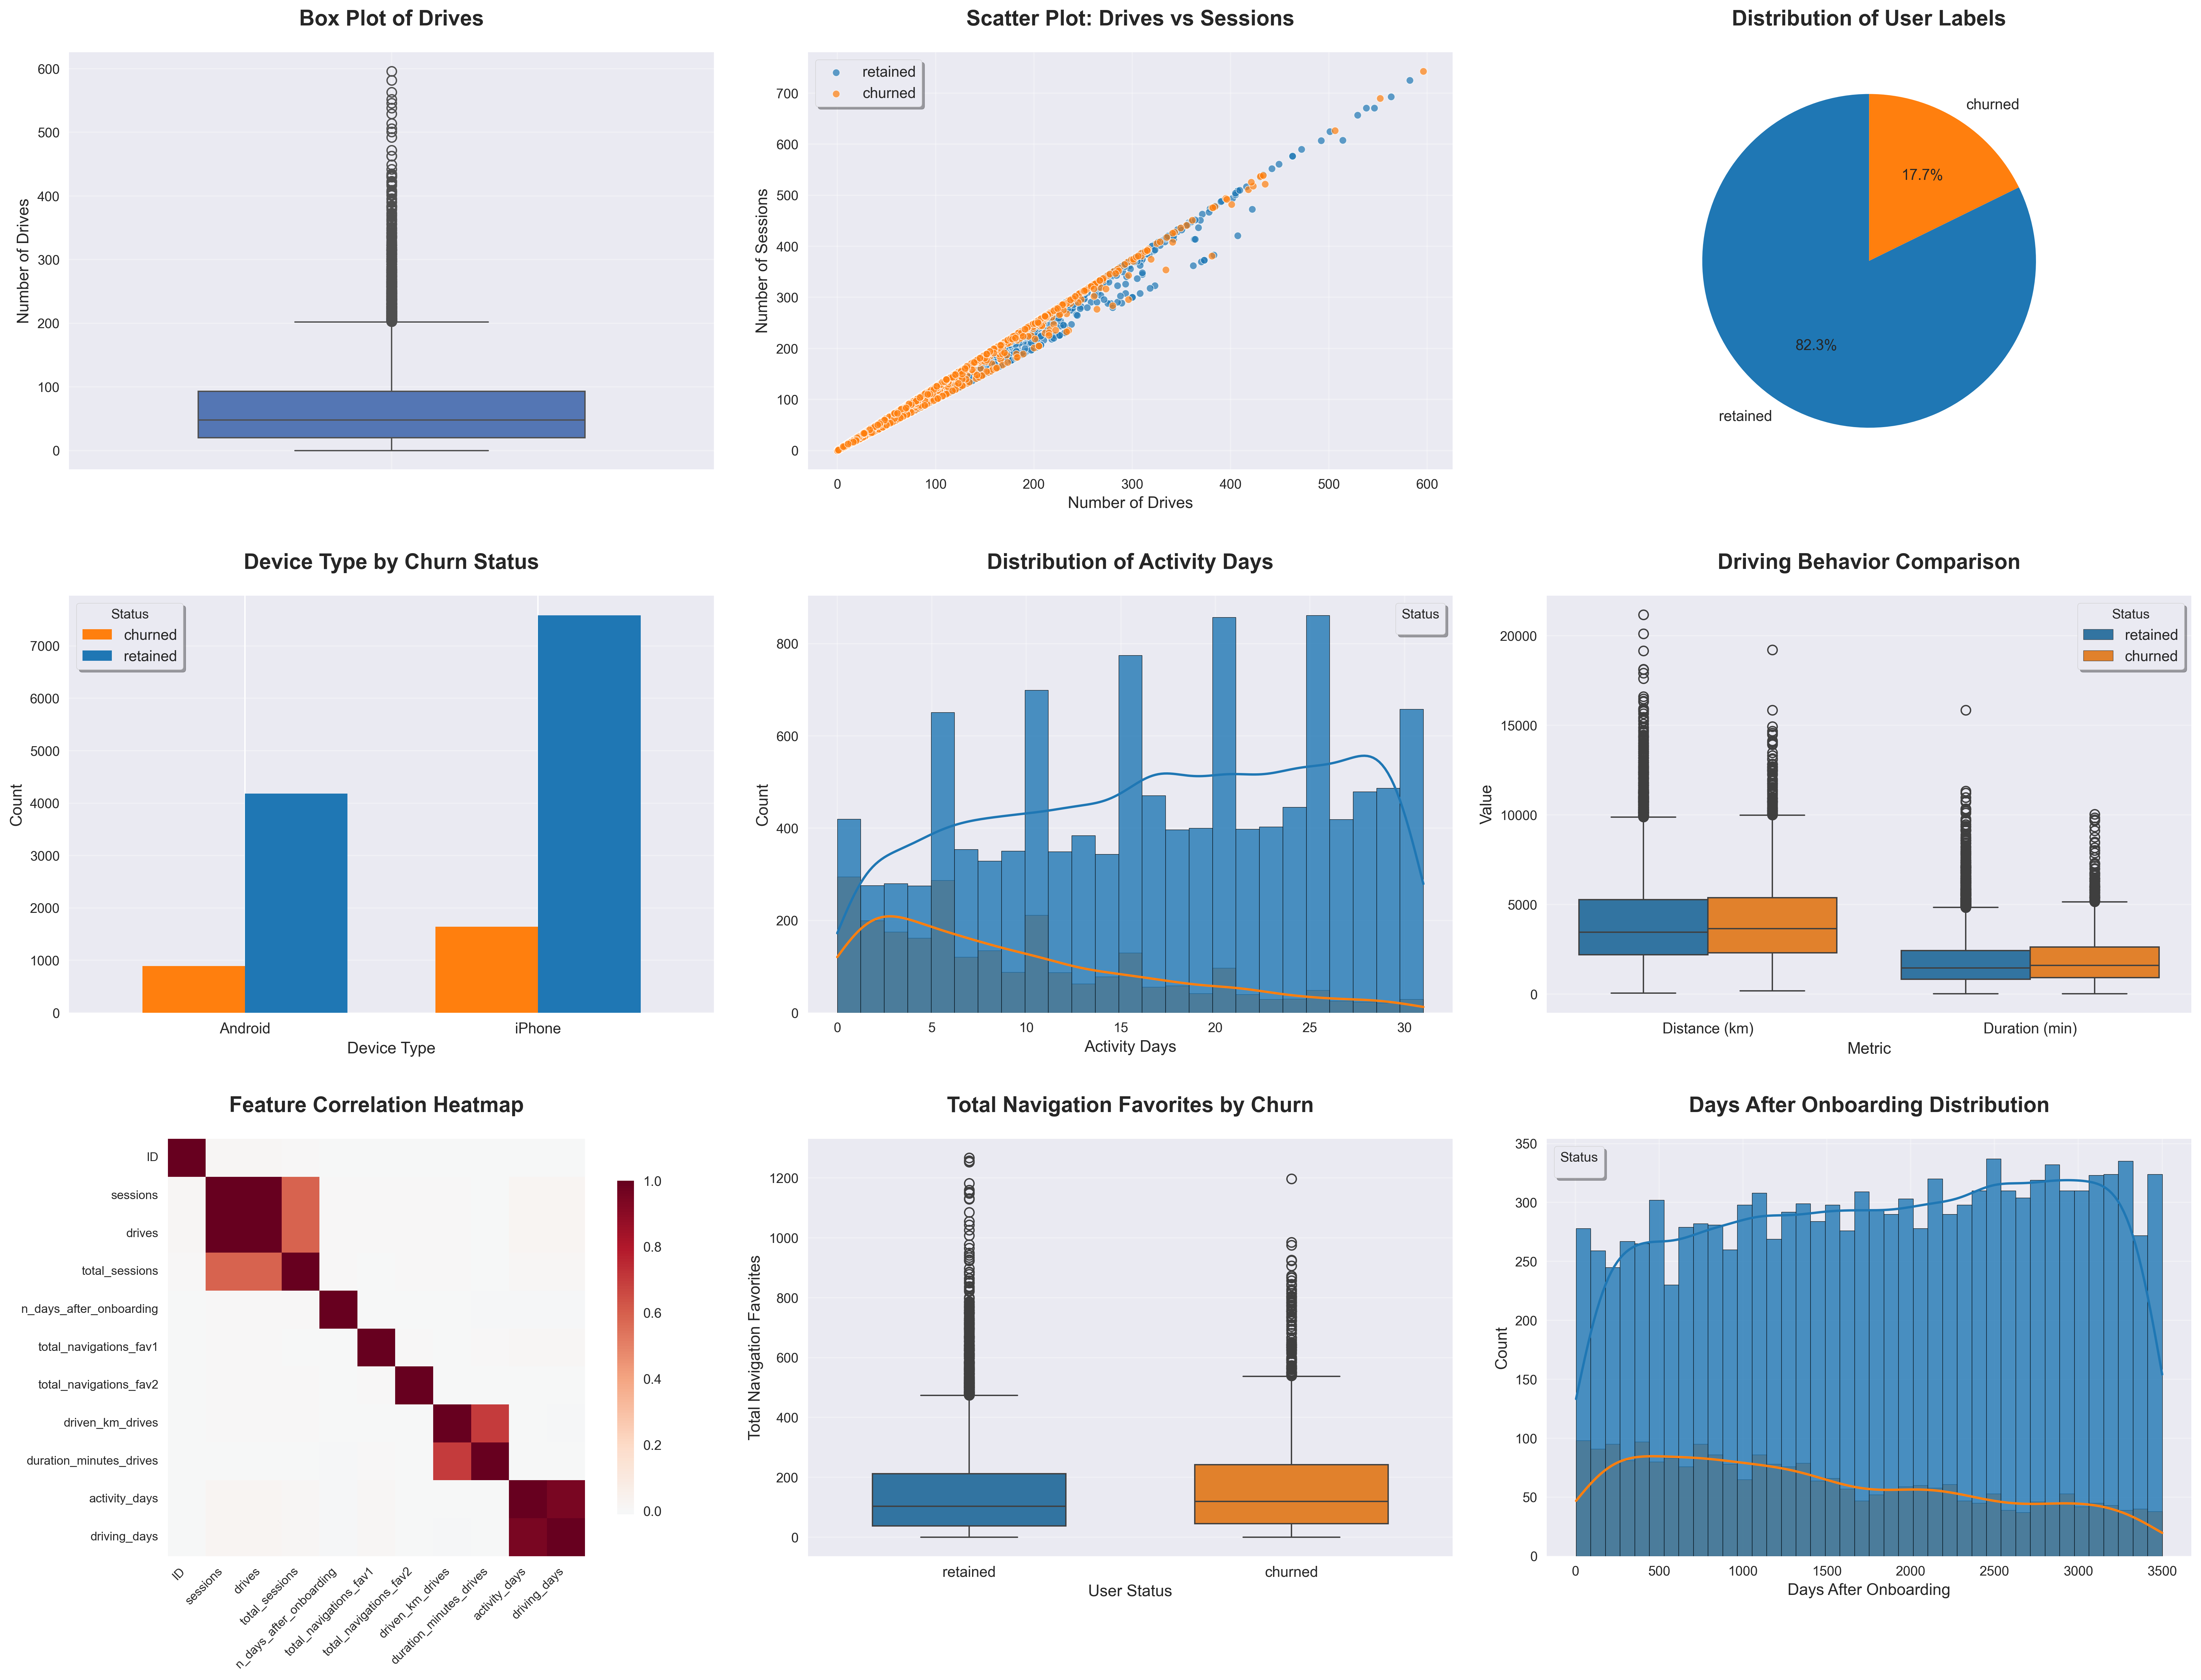 Box Plot of Drives
600
500
400
300
200
100
0
Number of Drives
Scatter Plot: Drives vs Sessions
retained
churned
700
600
500
400
300
200
100
0
Number of Sessions
0 100 200 300 400 500 600
Number of Drives
Distribution of User Labels
churned
17.7%
82.3%
retained
Device Type by Churn Status
Status
churned
retained
7000
6000
5000
4000
3000
2000
1000
0
Count
Android iPhone
Device Type
Distribution of Activity Days
Status
800
600
400
200
0
Count
0 5 10 15 20 25 30
Activity Days
Driving Behavior Comparison
Status
retained
churned
20000
15000
10000
5000
0
Value
Distance (km) Duration (min)
Metric
Feature Correlation Heatmap
ID
sessions
drives
total_sessions
n_days_after_onboarding
total_navigations_fav1
total_navigations_fav2
driven_km_drives
duration_minutes_drives
activity_days
driving_days
ID
sessions
drives
total_sessions
n_days_after_onboarding
total_navigations_fav1
total_navigations_fav2
driven_km_drives
duration_minutes_drives
activity_days
driving_days
1.0
0.8
0.6
0.4
0.2
0.0
Total Navigation Favorites by Churn
1200
1000
800
600
400
200
0
Total Navigation Favorites
retained churned
User Status
Days After Onboarding Distribution
Status
350
300
250
200
150
100
50
0
Count
0 500 1000 1500 2000 2500 3000 3500
Days After Onboarding